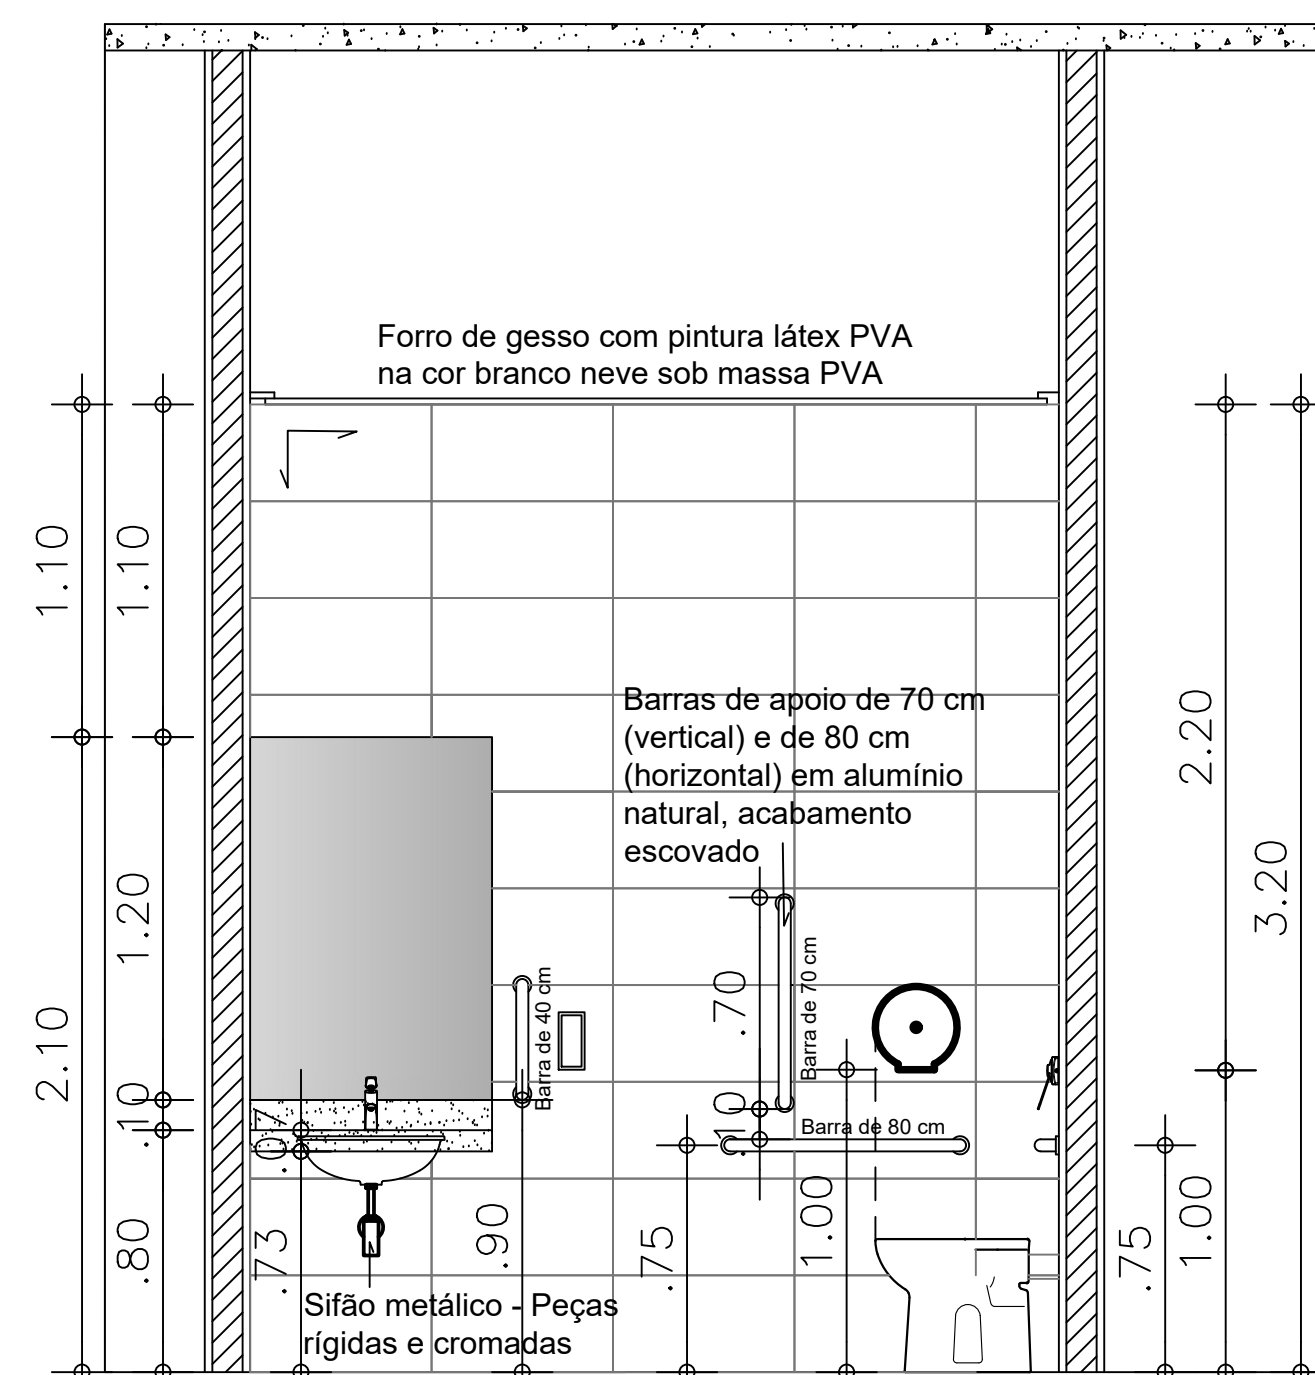 Forro de gesso com pintura látex PVA
na cor branco neve sob massa PVA
1.10
1.10
2.20
Barras de apoio de 70 cm
(vertical) e de 80 cm
(horizontal) em alumínio
natural, acabamento
escovado
1.20
3.20
.70
Barra de 70 cm
Barra de 40 cm
2.10
.10
.10
Barra de 80 cm
.07
.80
.73
.90
.75
1.00
.75
1.00
Sifão metálico - Peças
rígidas e cromadas